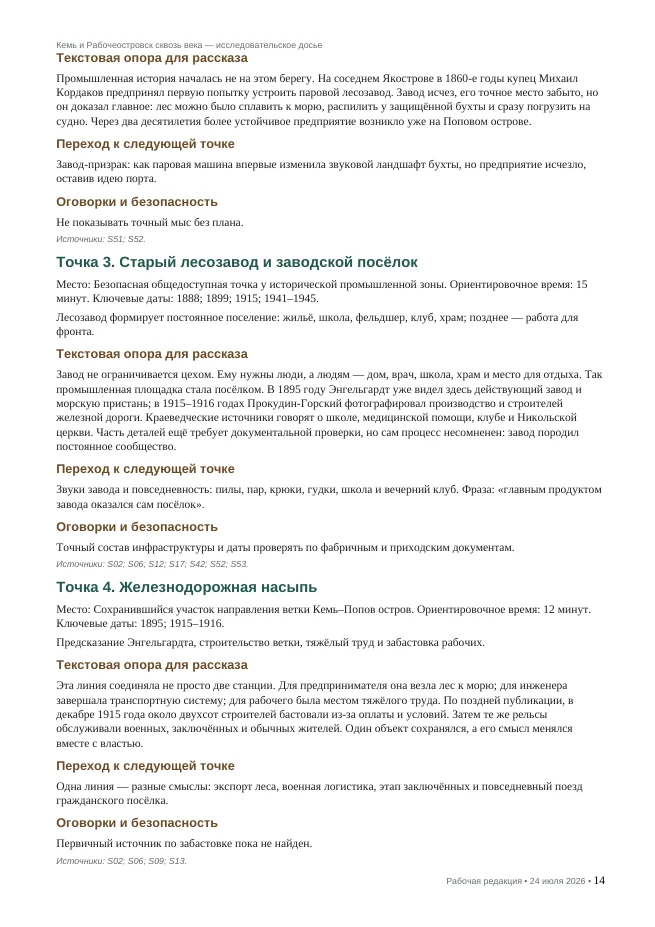 Кемь и Рабочеостровск сквозь века — исследовательское досье
Текстовая опора для рассказа
Промышленная история началась не на этом берегу. На соседнем Якострове в 1860-е годы купец Михаил
Кордаков предпринял первую попытку устроить паровой лесозавод. Завод исчез, его точное место забыто, но
он доказал главное: лес можно было сплавить к морю, распилить у защищённой бухты и сразу погрузить на
судно. Через два десятилетия более устойчивое предприятие возникло уже на Поповом острове.
Переход к следующей точке
Завод-призрак: как паровая машина впервые изменила звуковой ландшафт бухты, но предприятие исчезло,
оставив идею порта.
Оговорки и безопасность
Не показывать точный мыс без плана.
Источники: S51; S52.
Точка 3. Старый лесозавод и заводской посёлок
Место: Безопасная общедоступная точка у исторической промышленной зоны. Ориентировочное время: 15
минут. Ключевые даты: 1888; 1899; 1915; 1941–1945.
Лесозавод формирует постоянное поселение: жильё, школа, фельдшер, клуб, храм; позднее — работа для
фронта.
Текстовая опора для рассказа
Завод не ограничивается цехом. Ему нужны люди, а людям — дом, врач, школа, храм и место для отдыха. Так
промышленная площадка стала посёлком. В 1895 году Энгельгардт уже видел здесь действующий завод и
морскую пристань; в 1915–1916 годах Прокудин-Горский фотографировал производство и строителей
железной дороги. Краеведческие источники говорят о школе, медицинской помощи, клубе и Никольской
церкви. Часть деталей ещё требует документальной проверки, но сам процесс несомненен: завод породил
постоянное сообщество.
Переход к следующей точке
Звуки завода и повседневность: пилы, пар, крюки, гудки, школа и вечерний клуб. Фраза: «главным продуктом
завода оказался сам посёлок».
Оговорки и безопасность
Точный состав инфраструктуры и даты проверять по фабричным и приходским документам.
Источники: S02; S06; S12; S17; S42; S52; S53.
Точка 4. Железнодорожная насыпь
Место: Сохранившийся участок направления ветки Кемь–Попов остров. Ориентировочное время: 12 минут.
Ключевые даты: 1895; 1915–1916.
Предсказание Энгельгардта, строительство ветки, тяжёлый труд и забастовка рабочих.
Текстовая опора для рассказа
Эта линия соединяла не просто две станции. Для предпринимателя она везла лес к морю; для инженера
завершала транспортную систему; для рабочего была местом тяжёлого труда. По поздней публикации, в
декабре 1915 года около двухсот строителей бастовали из-за оплаты и условий. Затем те же рельсы
обслуживали военных, заключённых и обычных жителей. Один объект сохранялся, а его смысл менялся
вместе с властью.
Переход к следующей точке
Одна линия — разные смыслы: экспорт леса, военная логистика, этап заключённых и повседневный поезд
гражданского посёлка.
Оговорки и безопасность
Первичный источник по забастовке пока не найден.
Источники: S02; S06; S09; S13.
Рабочая редакция • 24 июля 2026 • 14